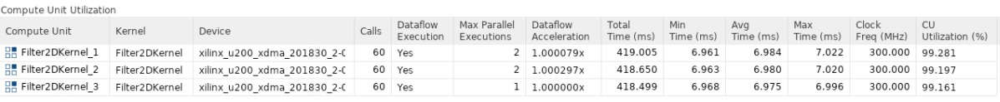 Compute Unit Utilization
Compute Unit Kernel Device Calls Dataflow Execution Max Parallel Executions Dataflow Acceleration Total Time (ms) Min Time (ms) Avg Time (ms) Max Time (ms) Clock Freq (MHz) CU Utilization (%)
Filter2DKernel_1 Filter2DKernel xilinx_u200_xdma_201830_2-0 60 Yes 2 1.000079x 419.005 6.961 6.984 7.022 300.000 99.281
Filter2DKernel_2 Filter2DKernel xilinx_u200_xdma_201830_2-0 60 Yes 2 1.000297x 418.650 6.963 6.980 7.020 300.000 99.197
Filter2DKernel_3 Filter2DKernel xilinx_u200_xdma_201830_2-0 60 Yes 1 1.000000x 418.499 6.968 6.975 6.996 300.000 99.161